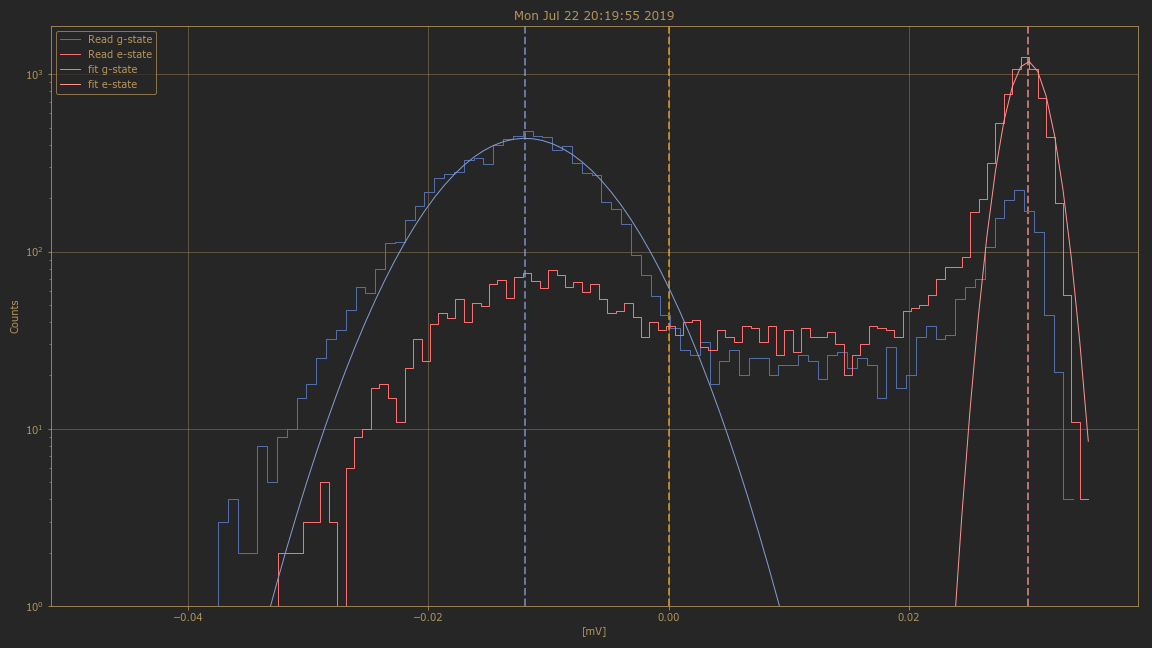 Mon Jul 22 20:19:55 2019
Read g-state
Read e-state
fit g-state
fit e-state
10³
10²
10¹
10⁰
Counts
−0.04
−0.02
0.00
0.02
[mV]